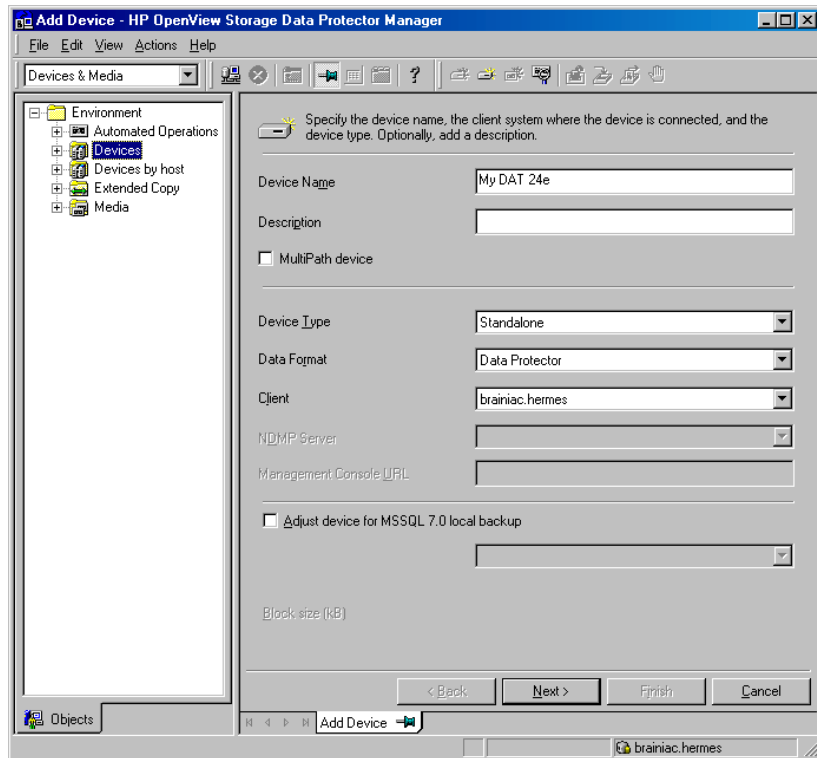 Add Device - HP OpenView Storage Data Protector Manager
File Edit View Actions Help
Devices & Media
Environment
Automated Operations
Devices
Devices by host
Extended Copy
Media
Specify the device name, the client system where the device is connected, and the
device type. Optionally, add a description.
Device Name My DAT 24e
Description
MultiPath device
Device Type Standalone
Data Format Data Protector
Client brainiac.hermes
NDMP Server
Management Console URL
Adjust device for MSSQL 7.0 local backup
Block size (kB)
< Back Next > Finish Cancel
Objects
Add Device
brainiac.hermes